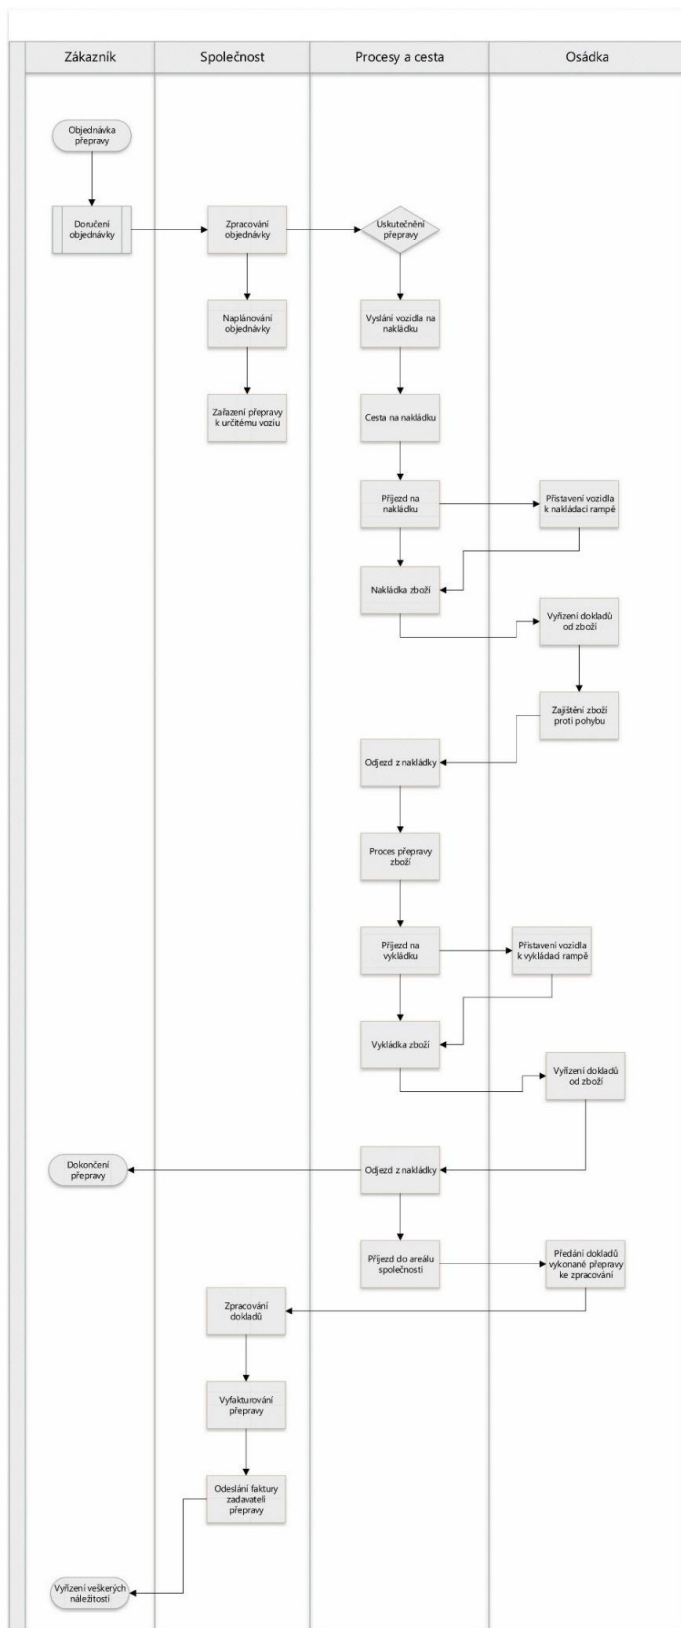 Zákazník
Společnost
Procesy a cesta
Osádka
Objednávka
přepravy
Doručení
objednávky
Zpracování
objednávky
Uskutečnění
přepravy
Naplánování
objednávky
Vyslání vozidla na
nakládku
Zařazení přepravy
k určitému voziu
Cesta na nakládku
Příjezd na
nakládku
Přistavení vozidla
k nakládací rampě
Nakládka zboží
Vyřízení dokladů
od zboží
Zajištění zboží
proti pohybu
Odjezd z nakládky
Proces přepravy
zboží
Příjezd na
vykládku
Přistavení vozidla
k vykládací rampě
Vykládka zboží
Vyřízení dokladů
od zboží
Dokončení
přepravy
Odjezd z nakládky
Příjezd do areálu
společnosti
Předání dokladů
vykonané přepravy
ke zpracování
Zpracování
dokladů
Vyfakturování
přepravy
Odeslání faktury
zadavateli
přepravy
Vyřízení veškerých
náležitostí